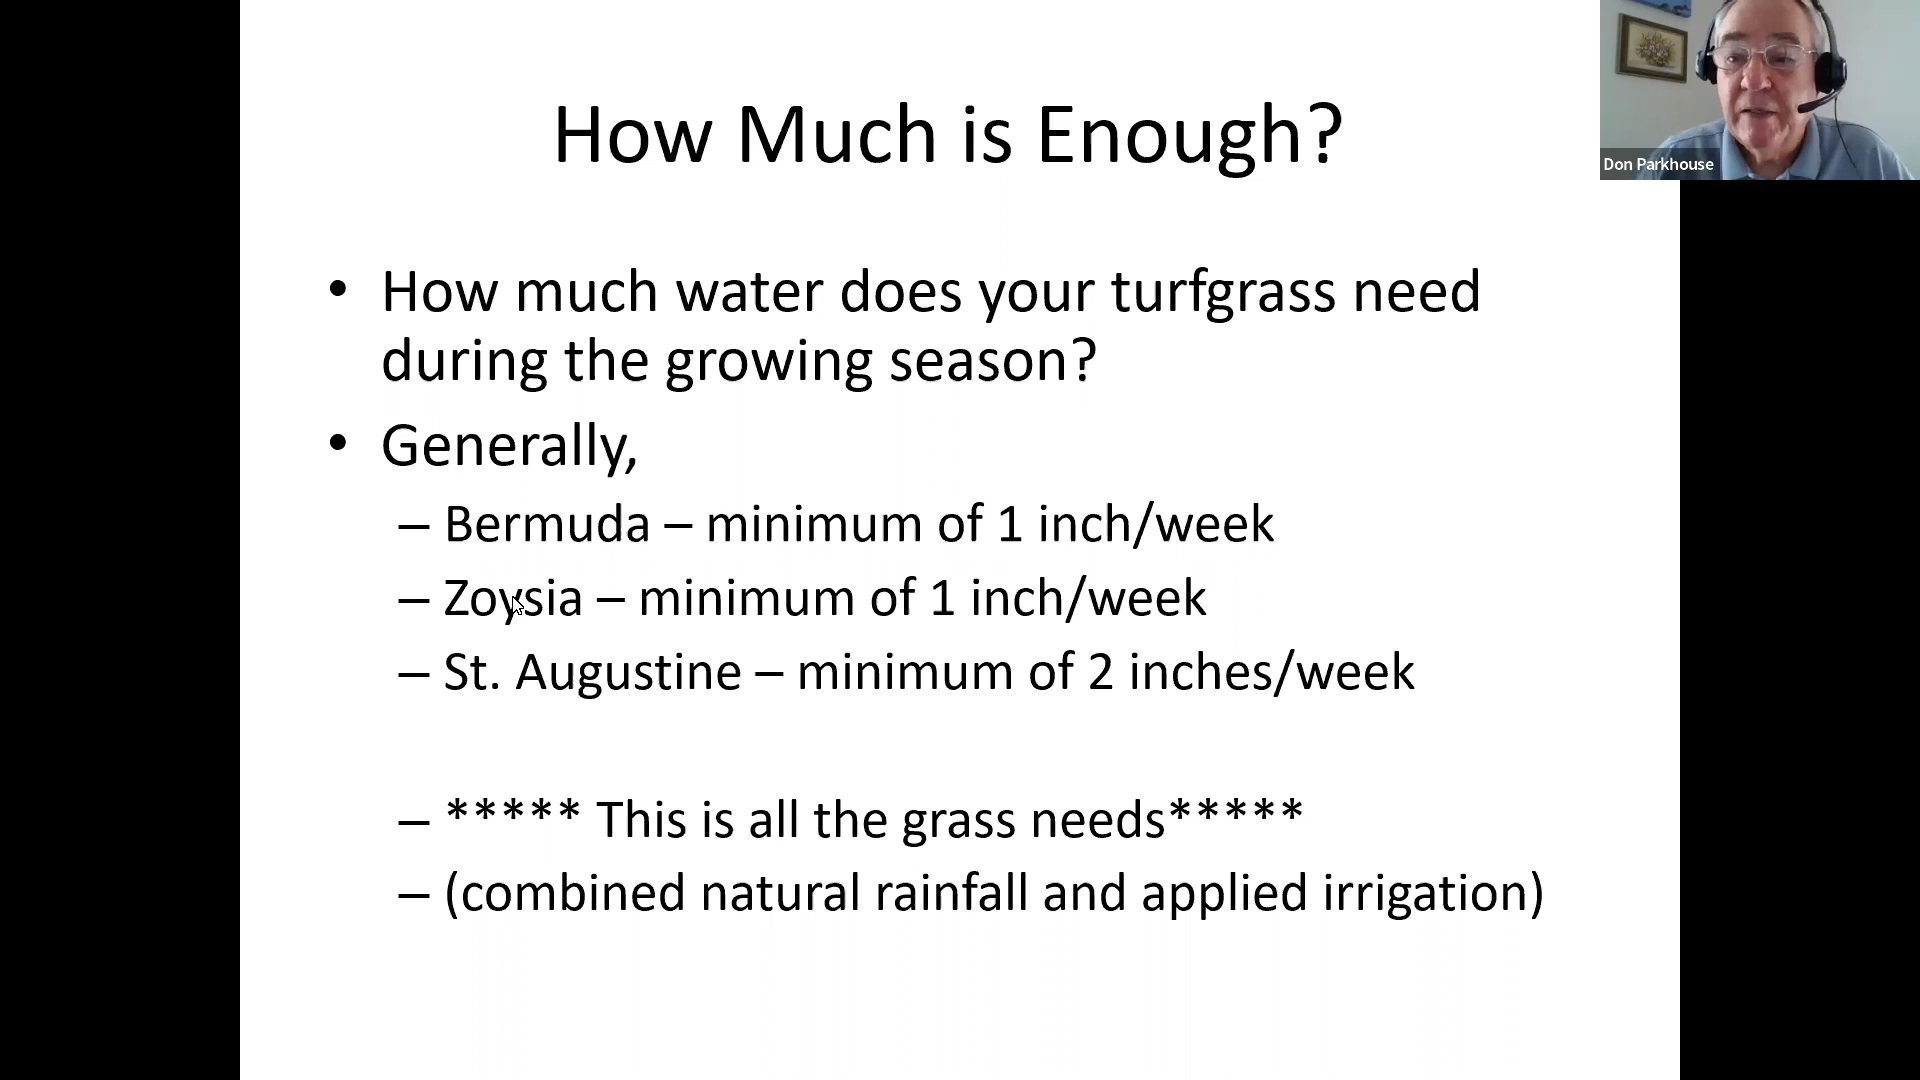 How Much is Enough?
Don Parkhouse
• How much water does your turfgrass need
during the growing season?
• Generally,
– Bermuda – minimum of 1 inch/week
– Zoysia – minimum of 1 inch/week
– St. Augustine – minimum of 2 inches/week
– ***** This is all the grass needs*****
– (combined natural rainfall and applied irrigation)